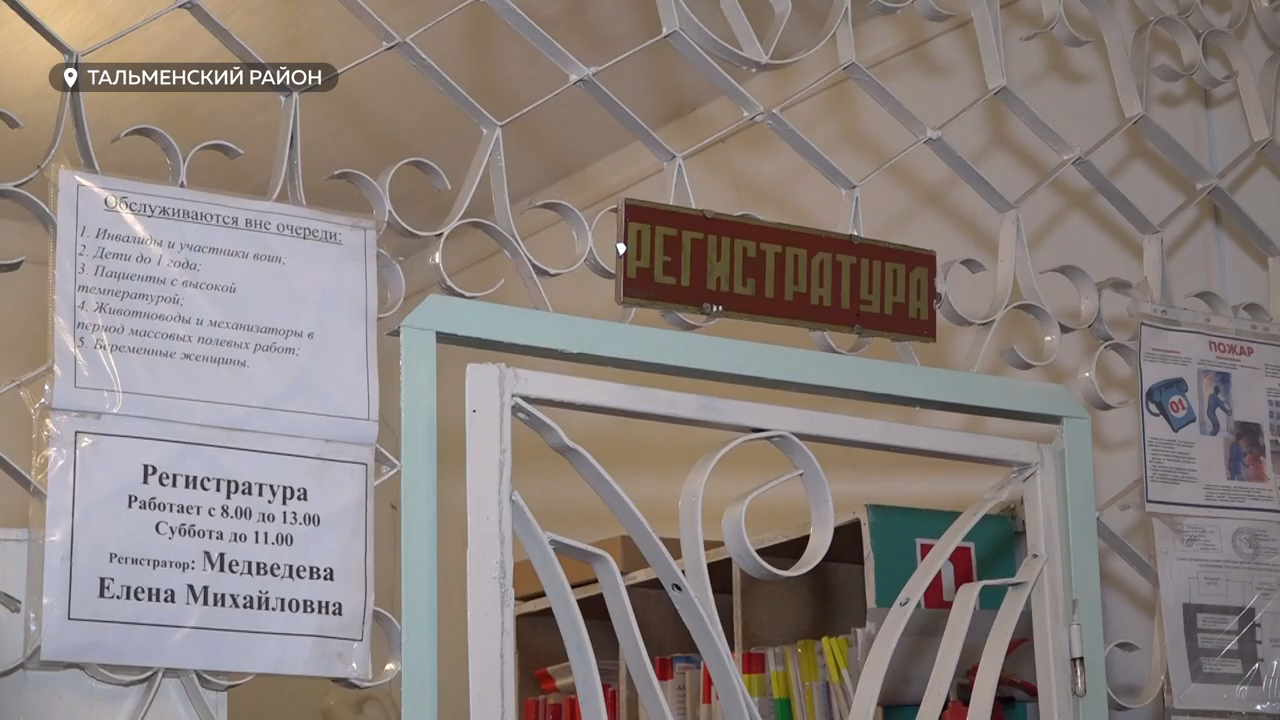 ТАЛЬМЕНСКИЙ РАЙОН
Обслуживаются вне очереди:
1. Инвалиды и участники воин;
2. Дети до 1 года;
3. Пациенты с высокой
температурой;
4. Животноводы и механизаторы в
период массовых полевых работ;
5. Беременные женщины.
Регистратура
Работает с 8.00 до 13.00
Суббота до 11.00
Регистратор: Медведева
Елена Михайловна
РЕГИСТРАТУРА
1
ПОЖАР
01